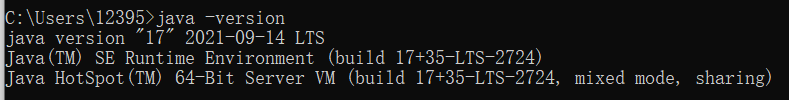 C:\Users\12395>java -version
java version "17" 2021-09-14 LTS
Java(TM) SE Runtime Environment (build 17+35-LTS-2724)
Java HotSpot(TM) 64-Bit Server VM (build 17+35-LTS-2724, mixed mode, sharing)